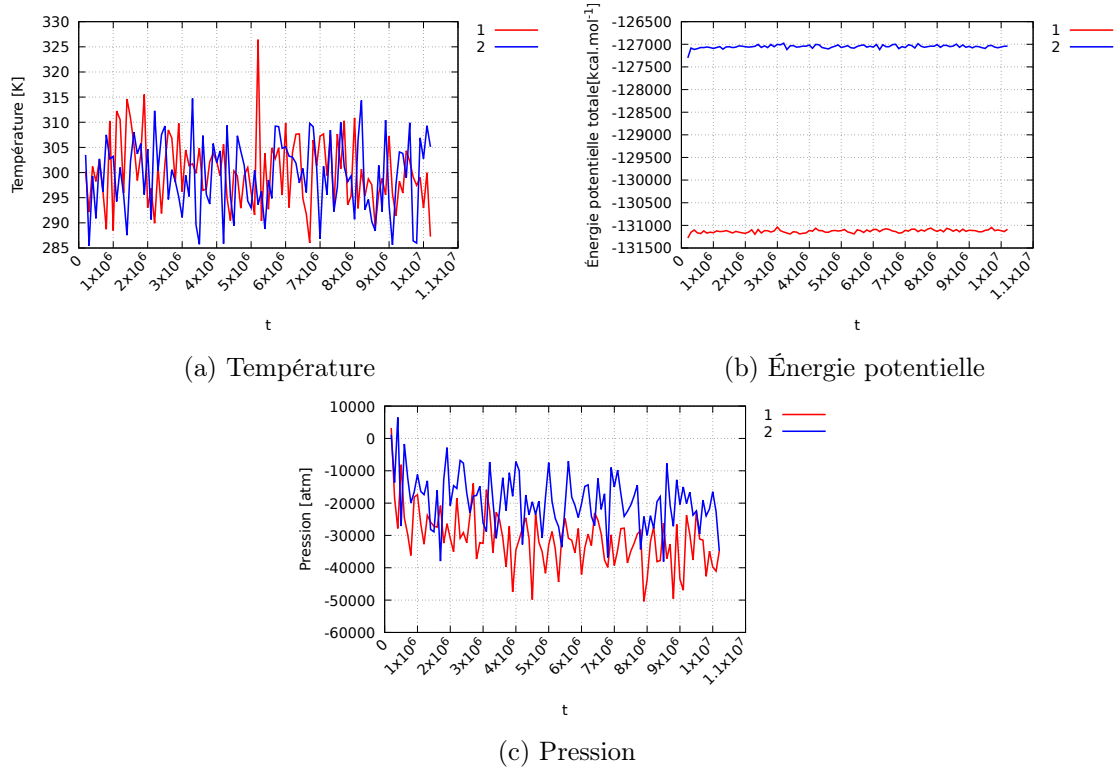 330
325
320
315
310
305
300
295
290
285
Température [K]
0
1x10⁶
2x10⁶
3x10⁶
4x10⁶
5x10⁶
6x10⁶
7x10⁶
8x10⁶
9x10⁶
1x10⁷
1.1x10⁷
t
1
2
(a) Température
-126500
-127000
-127500
-128000
-128500
-129000
-129500
-130000
-130500
-131000
-131500
Énergie potentielle totale[kcal.mol⁻¹]
0
1x10⁶
2x10⁶
3x10⁶
4x10⁶
5x10⁶
6x10⁶
7x10⁶
8x10⁶
9x10⁶
1x10⁷
1.1x10⁷
t
1
2
(b) Énergie potentielle
10000
0
-10000
-20000
-30000
-40000
-50000
-60000
Pression [atm]
0
1x10⁶
2x10⁶
3x10⁶
4x10⁶
5x10⁶
6x10⁶
7x10⁶
8x10⁶
9x10⁶
1x10⁷
1.1x10⁷
t
1
2
(c) Pression